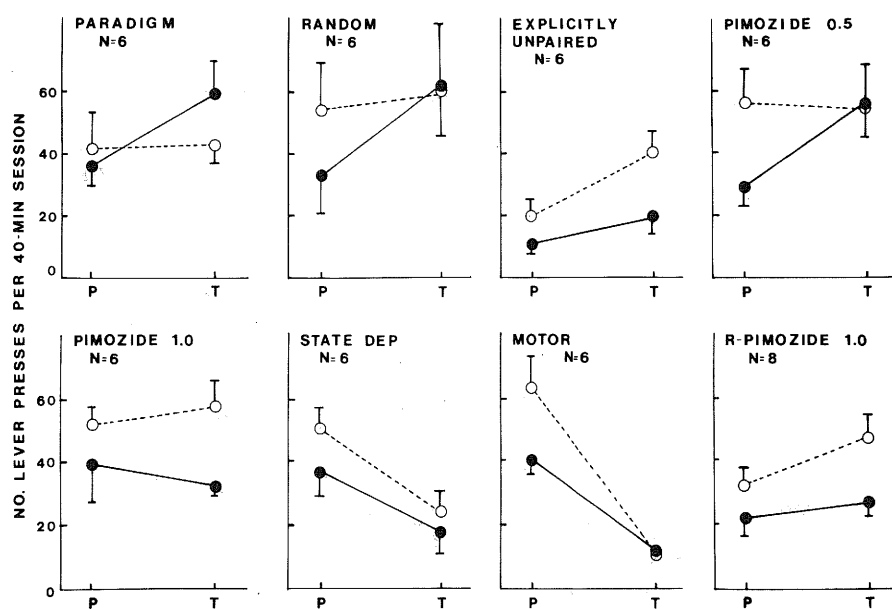 NO. LEVER PRESSES PER 40-MIN SESSION
PARADIGM
N=6
60
40
20
0
P T
RANDOM
N=6
P T
EXPLICITLY
UNPAIRED
N=6
P T
PIMOZIDE 0.5
N=6
P T
PIMOZIDE 1.0
N=6
60
40
20
0
P T
STATE DEP
N=6
P T
MOTOR
N=6
P T
R-PIMOZIDE 1.0
N=8
P T